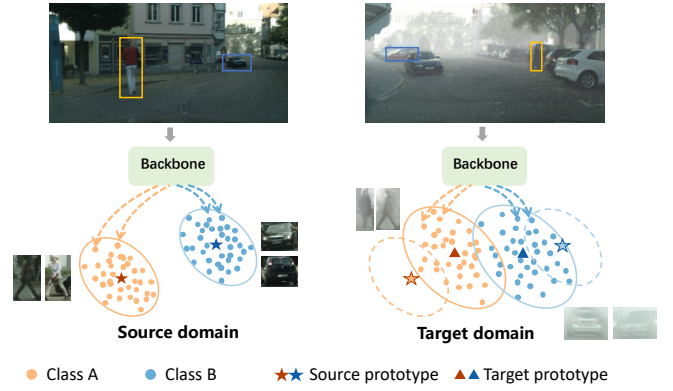 Backbone
Backbone
Source domain
Target domain
Class A
Class B
Source prototype
Target prototype